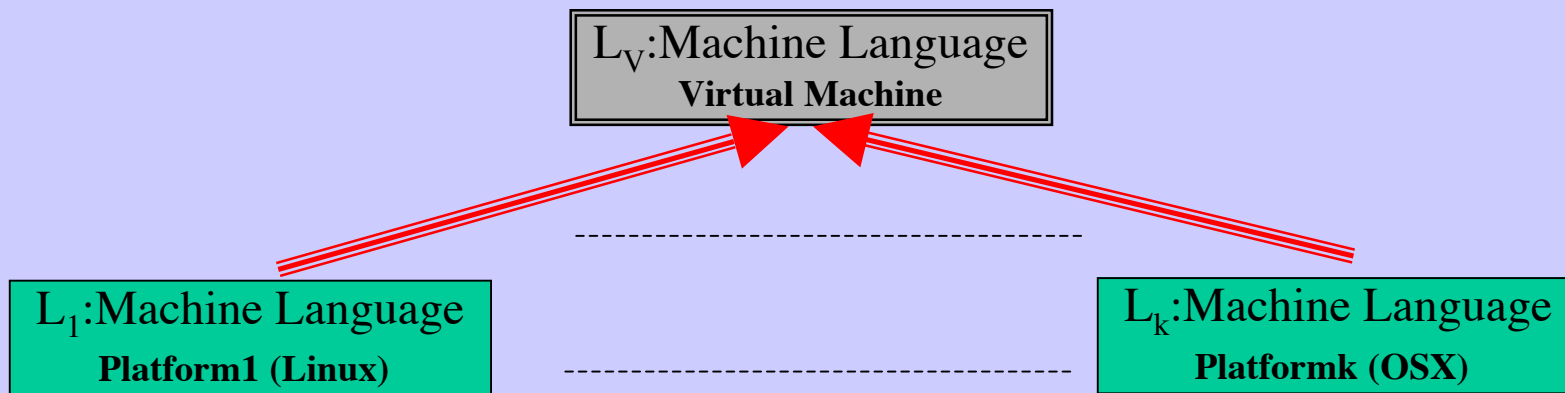 L_V:Machine Language
Virtual Machine
L_1:Machine Language
Platform1 (Linux)
L_k:Machine Language
Platformk (OSX)